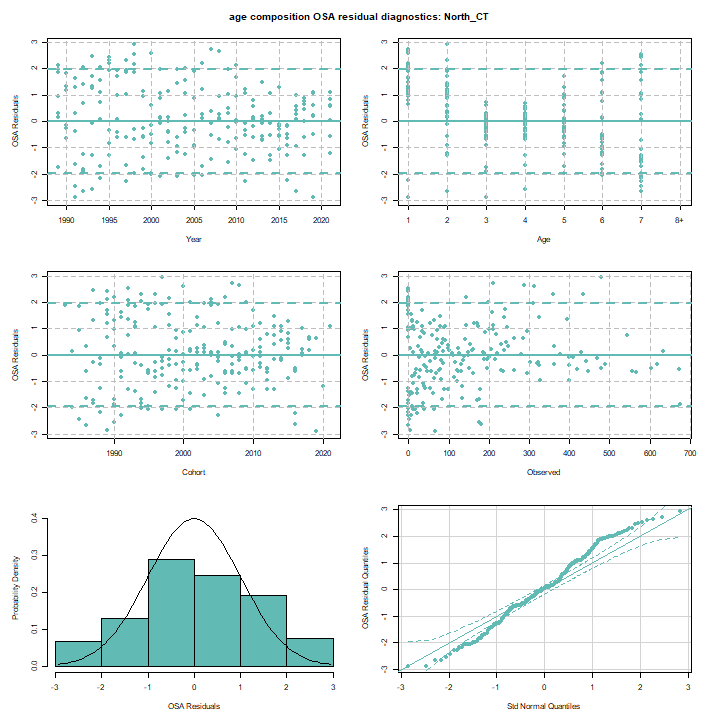 age composition OSA residual diagnostics: North_CT
OSA Residuals
3
2
1
0
-1
-2
-3
1990 1995 2000 2005 2010 2015 2020
Year
OSA Residuals
3
2
1
0
-1
-2
-3
1 2 3 4 5 6 7 8+
Age
OSA Residuals
3
2
1
0
-1
-2
-3
1990 2000 2010 2020
Cohort
OSA Residuals
3
2
1
0
-1
-2
-3
0 100 200 300 400 500 600 700
Observed
Probability Density
0.4
0.3
0.2
0.1
0.0
-3 -2 -1 0 1 2 3
OSA Residuals
OSA Residual Quantiles
3
2
1
0
-1
-2
-3
-3 -2 -1 0 1 2 3
Std Normal Quantiles